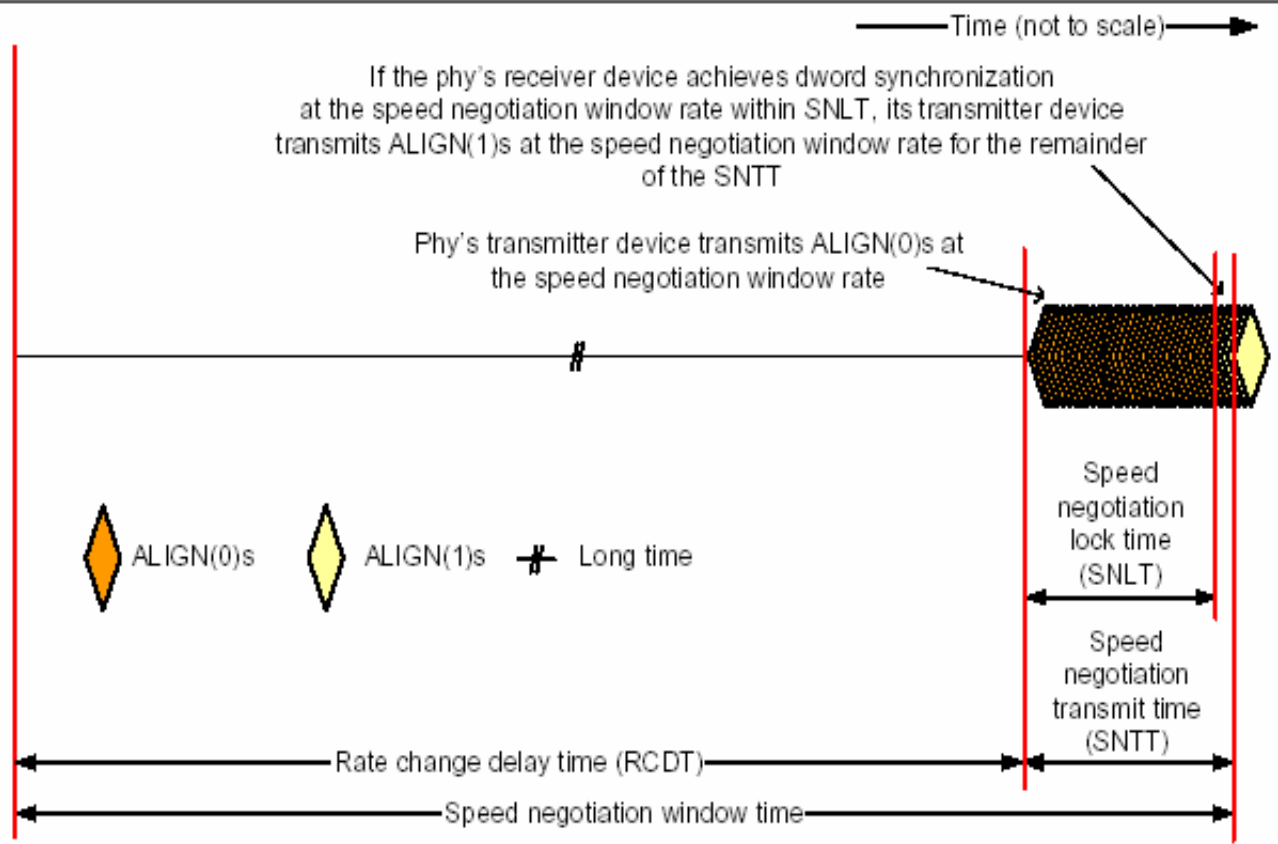 Time (not to scale)
If the phy's receiver device achieves dword synchronization
at the speed negotiation window rate within SNLT, its transmitter device
transmits ALIGN(1)s at the speed negotiation window rate for the remainder
of the SNTT
Phy's transmitter device transmits ALIGN(0)s at
the speed negotiation window rate
ALIGN(0)s
ALIGN(1)s
Long time
Speed
negotiation
lock time
(SNLT)
Speed
negotiation
transmit time
(SNTT)
Rate change delay time (RCDT)
Speed negotiation window time